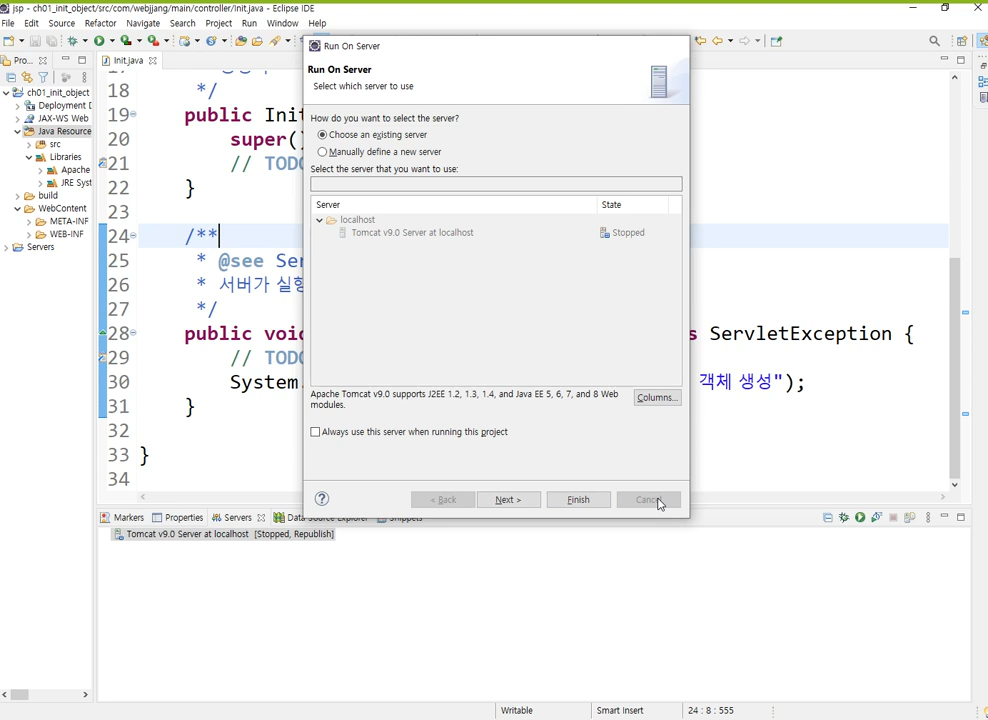 jsp - ch01_init_object/src/com/webjjang/main/controller/Init.java - Eclipse IDE
File Edit Source Refactor Navigate Search Project Run Window Help
Pro...
Init.java
ch01_init_object
Deployment D
JAX-WS Web
Java Resource
src
Libraries
Apache
JRE Syst
build
WebContent
META-INF
WEB-INF
Servers
18 */
19 public Init
20 super()
21 // TODO
22 }
23
24 /**
25 * @see Ser
26 * 서버가 실행
27 */
28 public void s ServletException {
29 // TODO
30 System. 객체 생성");
31 }
32
33 }
34
Run On Server
Run On Server
Select which server to use
How do you want to select the server?
Choose an existing server
Manually define a new server
Select the server that you want to use:
Server State
localhost
Tomcat v9.0 Server at localhost Stopped
Apache Tomcat v9.0 supports J2EE 1.2, 1.3, 1.4, and Java EE 5, 6, 7, and 8 Web
modules.
Columns...
Always use this server when running this project
< Back Next > Finish Cancel
Markers Properties Servers Data Source Explorer Snippets
Tomcat v9.0 Server at localhost [Stopped, Republish]
Writable Smart Insert 24 : 8 : 555